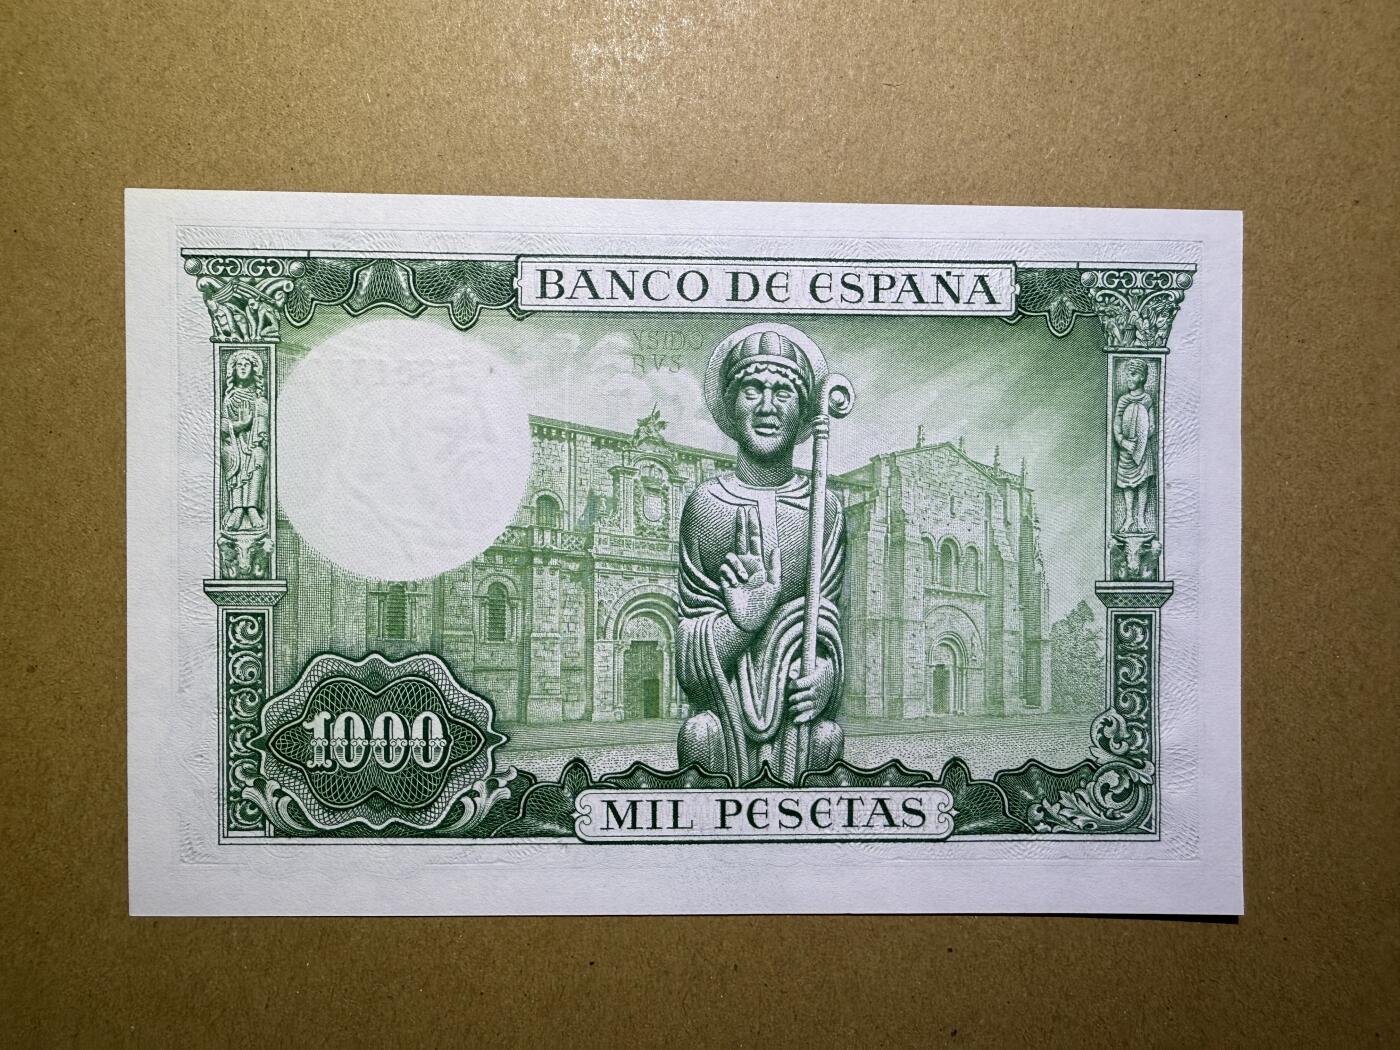 BANCO DE ESPAÑA
YSIDO
RVS
1000
MIL PESETAS